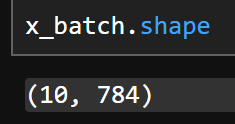 x_batch.shape
(10, 784)